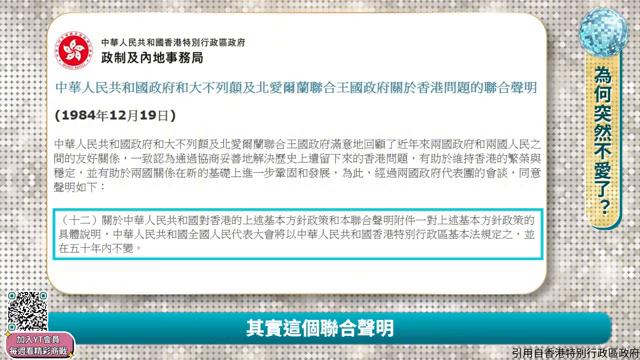 中華人民共和國香港特別行政區政府
政制及內地事務局
中華人民共和國政府和大不列顛及北愛爾蘭聯合王國政府關於香港問題的聯合聲明
(1984年12月19日)
中華人民共和國政府和大不列顛及北愛爾蘭聯合王國政府滿意地回顧了近年來兩國政府和兩國人民之
間的友好關係，一致認為通過協商妥善地解決歷史上遺留下來的香港問題，有助於維持香港的繁榮與
穩定，並有助於兩國關係在新的基礎上進一步鞏固和發展，為此，經過兩國政府代表團的會談，同意
聲明如下：
（十二）關於中華人民共和國對香港的上述基本方針政策和本聯合聲明附件一對上述基本方針政策的
具體說明，中華人民共和國全國人民代表大會將以中華人民共和國香港特別行政區基本法規定之，並
在五十年內不變。
為何突然不愛了？
加入YT會員
每週看精彩商戰
其實這個聯合聲明
引用自香港特別行政區政府